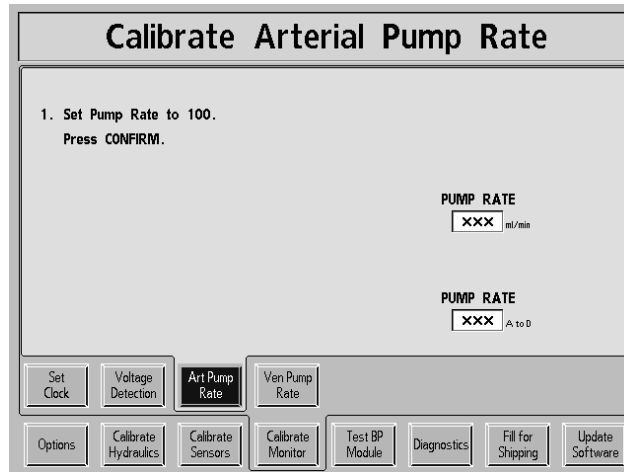 Calibrate Arterial Pump Rate
1. Set Pump Rate to 100.
Press CONFIRM.
PUMP RATE
XXX ml/min
PUMP RATE
XXX A to D
Set
Clock
Voltage
Detection
Art Pump
Rate
Ven Pump
Rate
Options
Calibrate
Hydraulics
Calibrate
Sensors
Calibrate
Monitor
Test BP
Module
Diagnostics
Fill for
Shipping
Update
Software